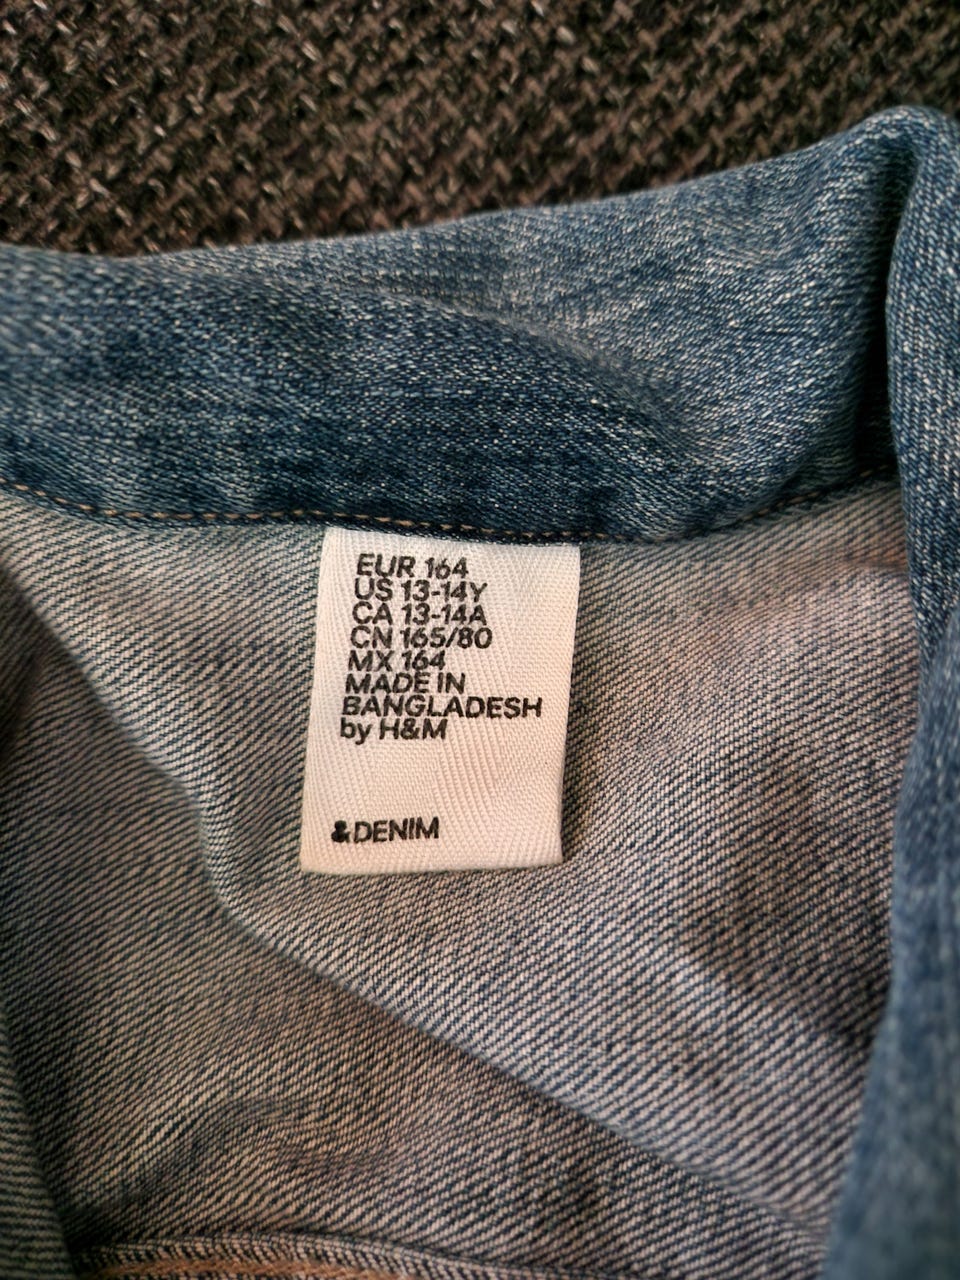 EUR 164
US 13-14Y
CA 13-14A
CN 165/80
MX 164
MADE IN
BANGLADESH
by H&M
&DENIM